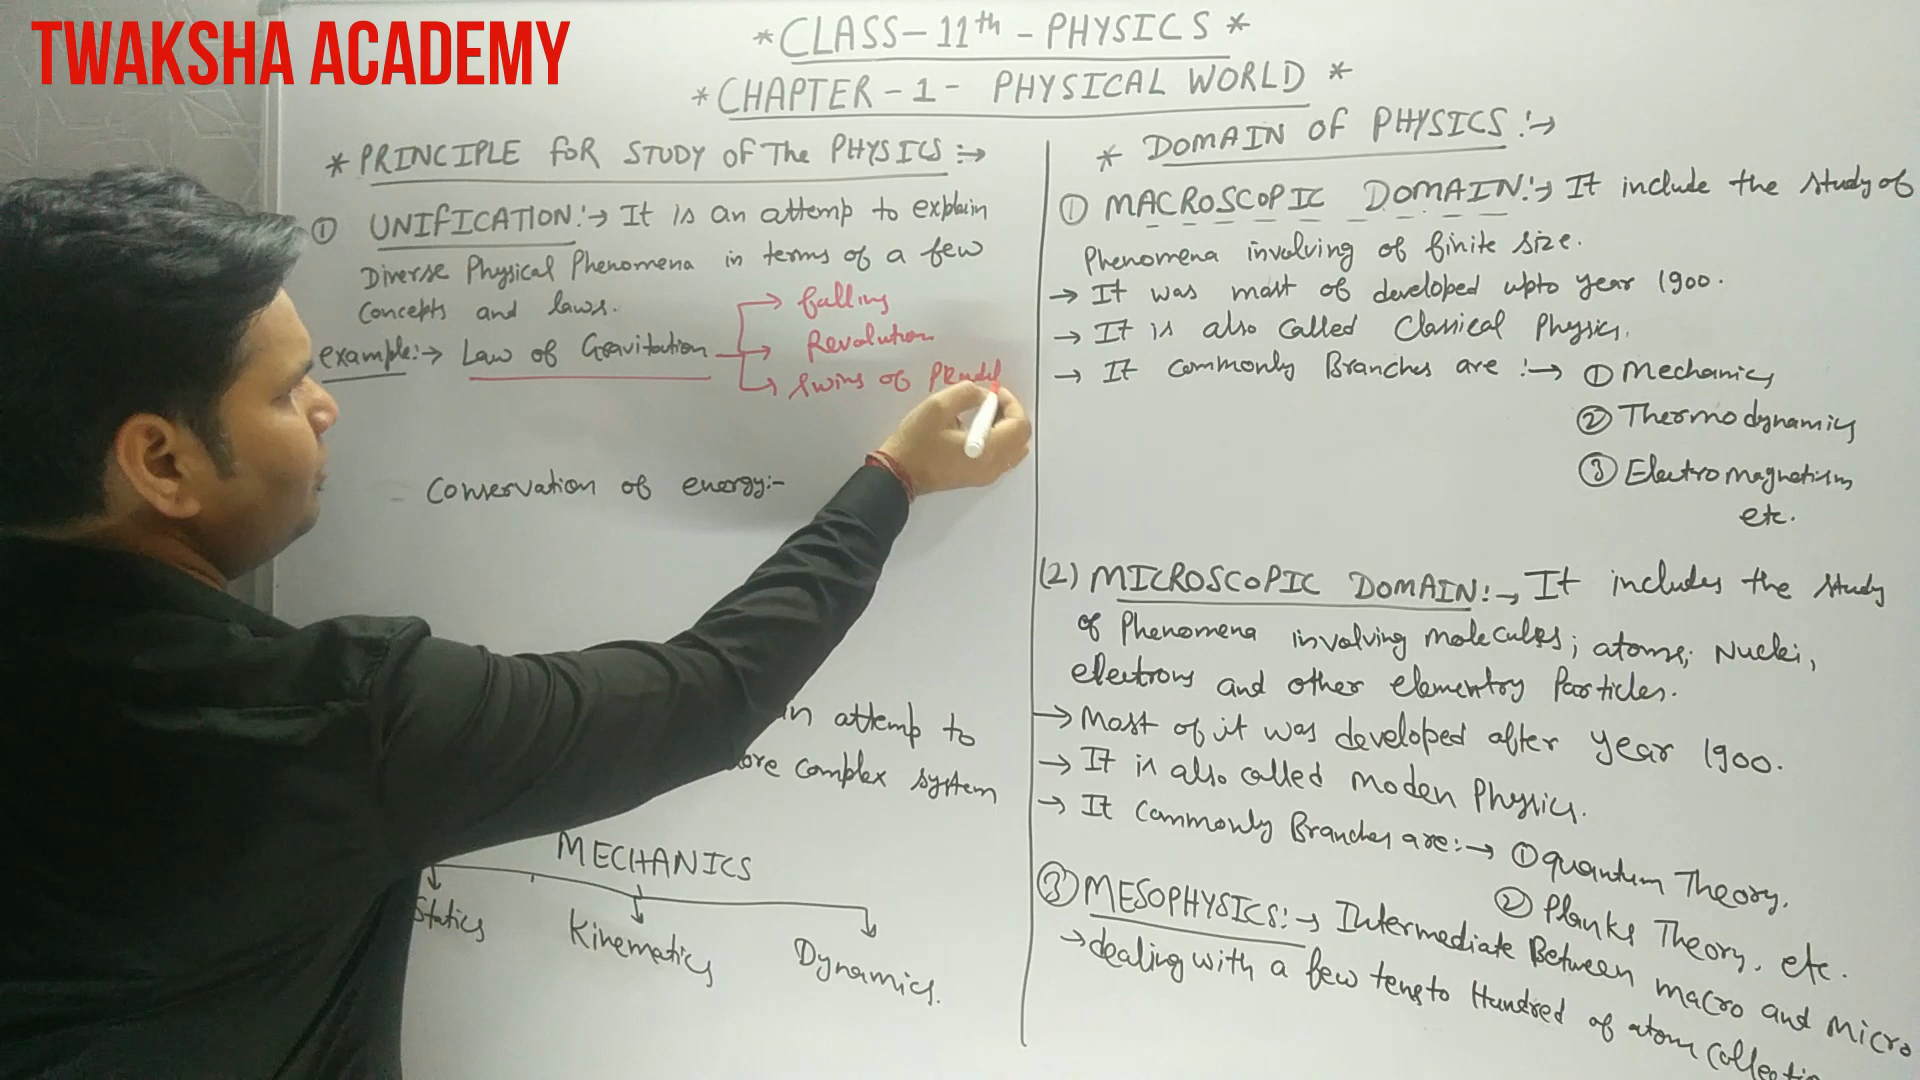 TWAKSHA ACADEMY
* CLASS-11th - PHYSICS *
* CHAPTER-1- PHYSICAL WORLD *
* PRINCIPLE FOR STUDY OF The PHYSICS :→
① UNIFICATION:→ It is an attemp to explain
Diverse Physical Phenomena in terms of a few
Concepts and laws.
example:→ Law of Gravitation
→ falling
→ Revolution
→ Swing of
Conservation of energy:-
in attemp to
ore complex system
MECHANICS
Statics
Kinematics
Dynamics.
* DOMAIN OF PHYSICS :→
① MACROSCOPIC DOMAIN:→ It include the study of
Phenomena involving of finite size.
→ It was most of developed upto year 1900.
→ It is also Called Classical Physics.
→ It commonly Branches are :→ ① Mechanics
② Thermodynamics
③ Electromagnetism
etc.
(2) MICROSCOPIC DOMAIN:→ It includes the study
of Phenomena involving molecules; atoms; Nuclei,
electrons and other elementry Particles.
→ Most of it was developed after year 1900.
→ It is also called Moden Physics.
→ It Commonly Branches are:→ ① quantum Theory.
② Planks Theory, etc.
③ MESOPHYSICS:→ Intermediate Between macro and Micro
→ dealing with a few tens to Hundred of atom